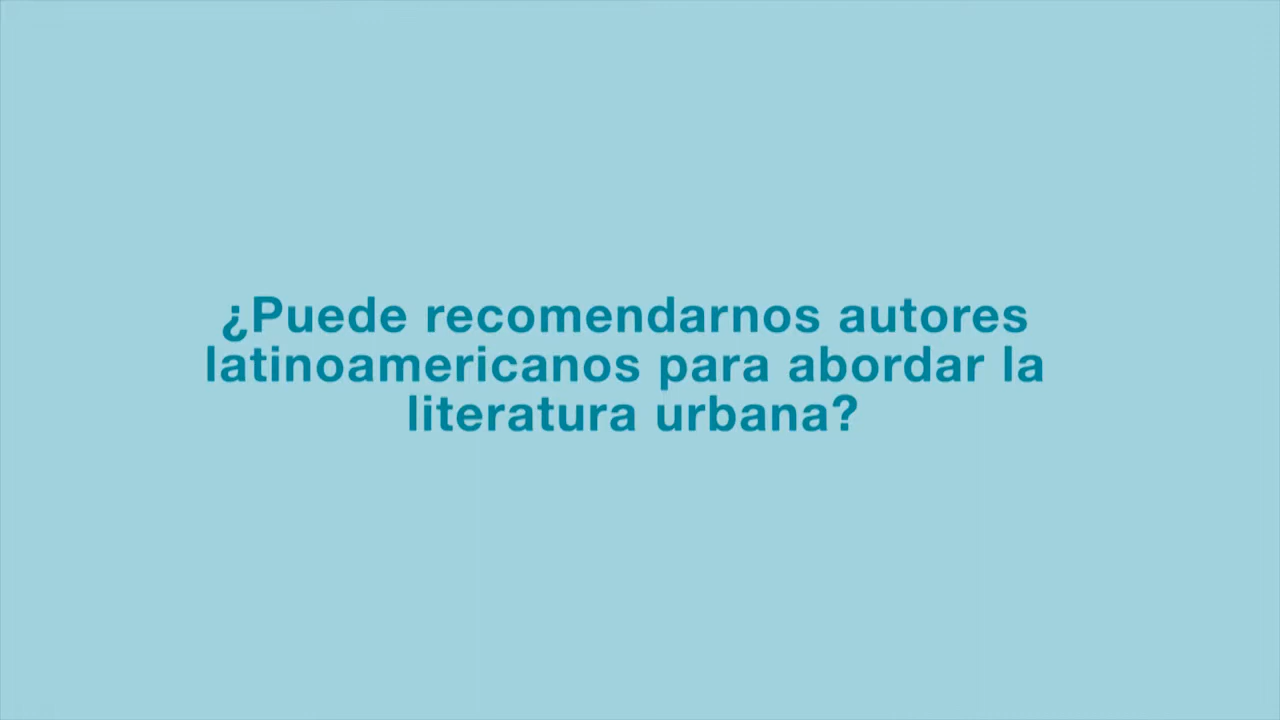 ¿Puede recomendarnos autores
latinoamericanos para abordar la
literatura urbana?